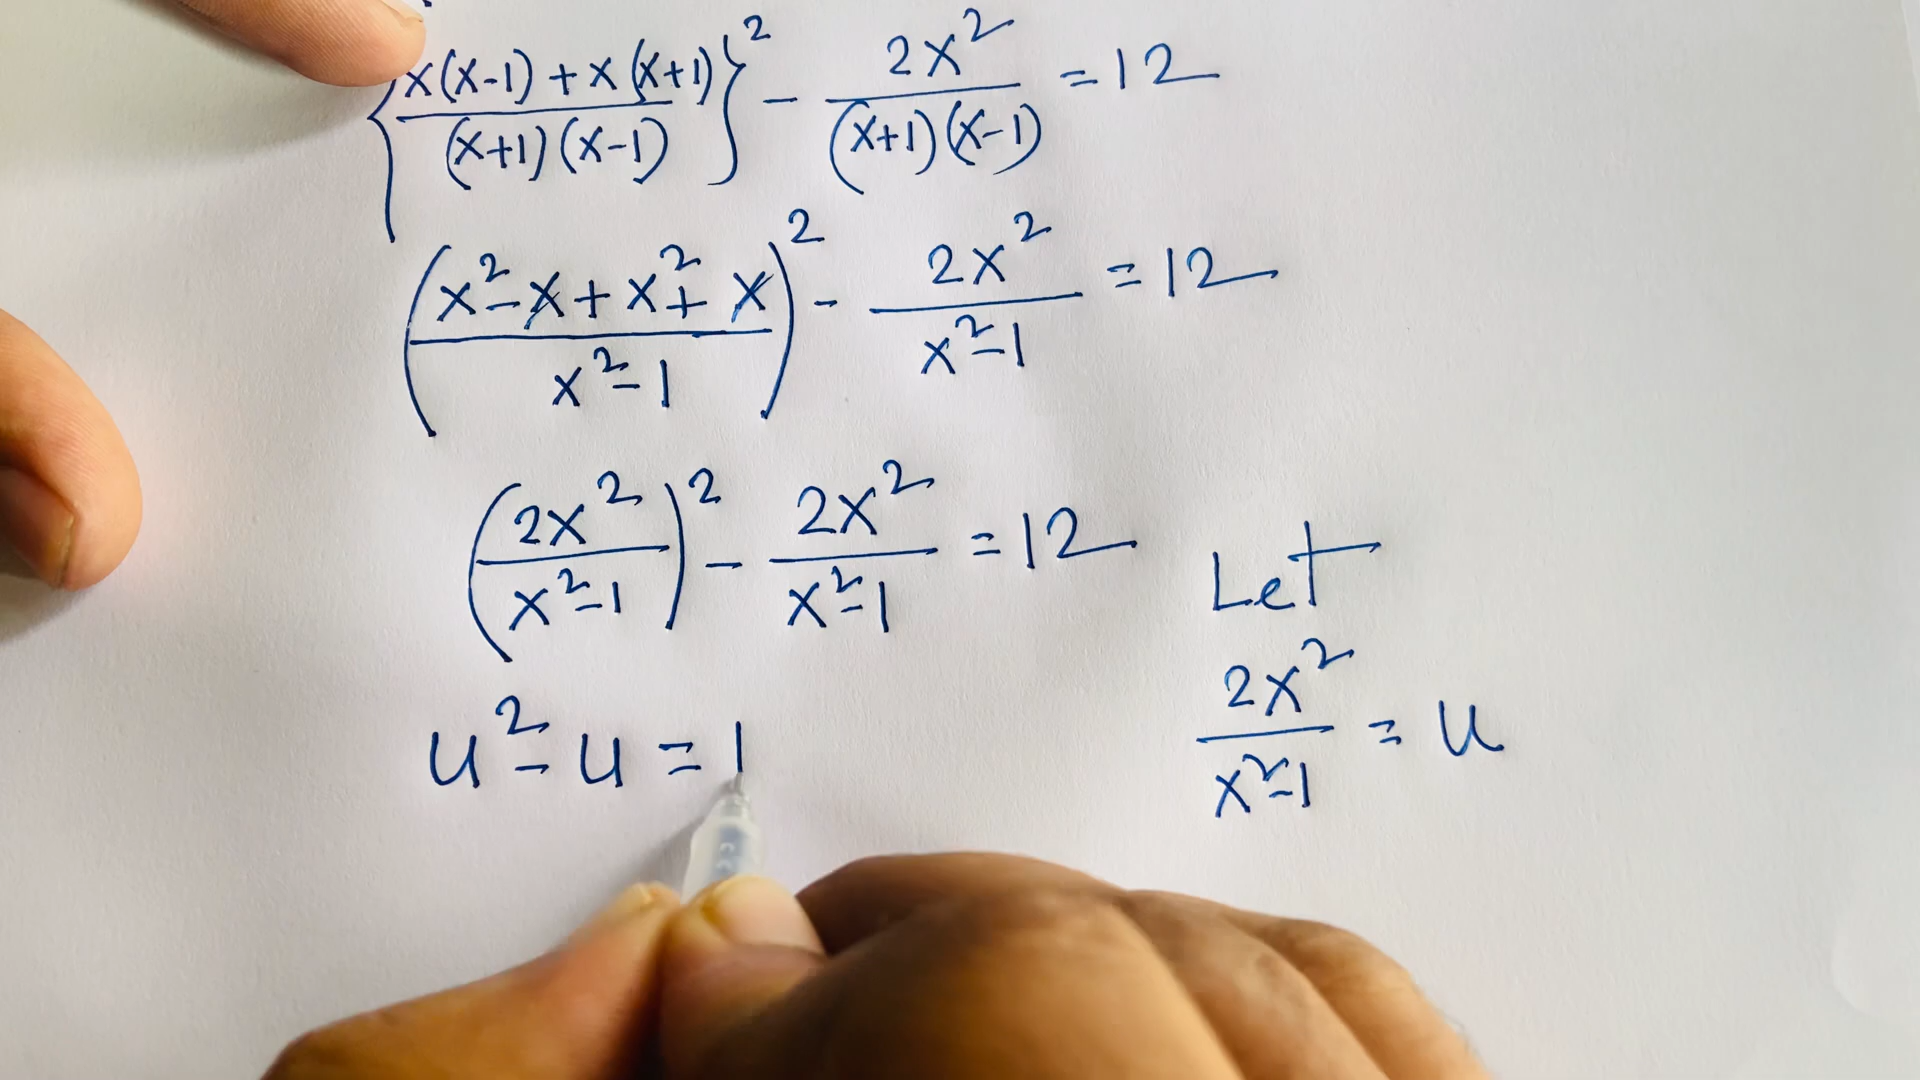 {x(x-1) + x(x+1) / (x+1)(x-1)}² - 2x² / (x+1)(x-1) = 12
(x² - x + x² + x / x² - 1)² - 2x² / x² - 1 = 12
(2x² / x² - 1)² - 2x² / x² - 1 = 12
Let
2x² / x² - 1 = u
u² - u = 1